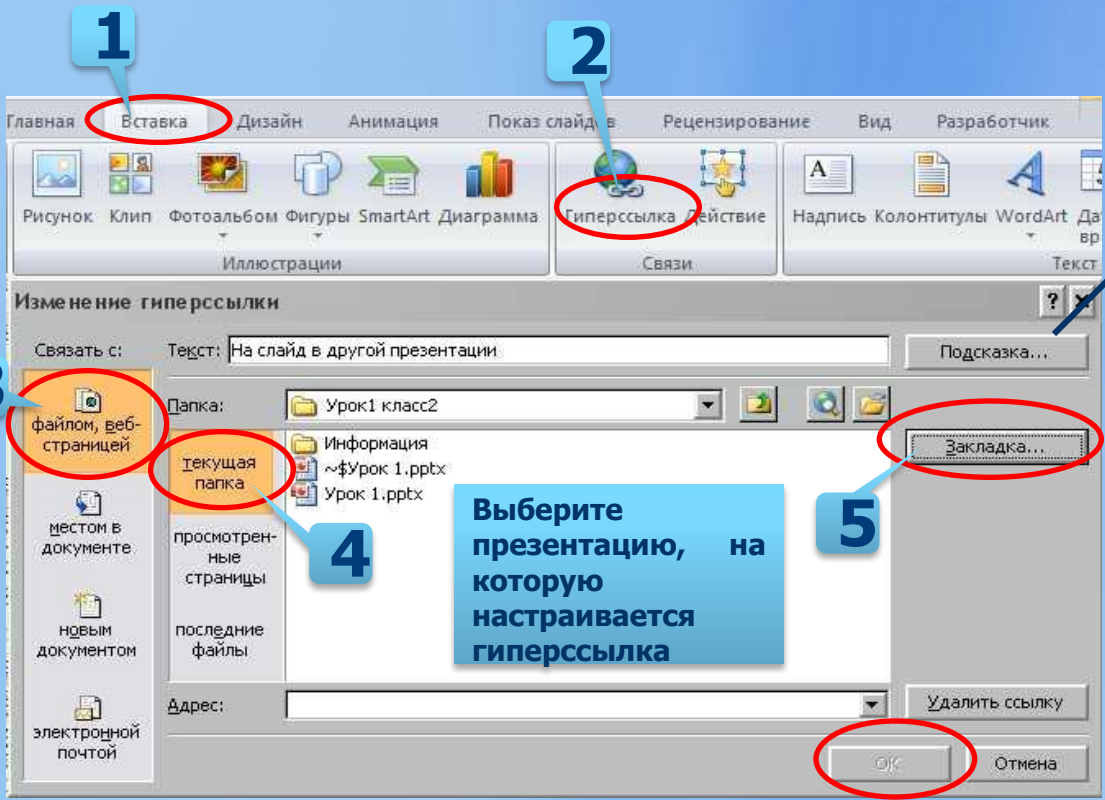 1
2
Главная Вставка Дизайн Анимация Показ слайдов Рецензирование Вид Разработчик
Рисунок Клип Фотоальбом Фигуры SmartArt Диаграмма Гиперссылка Действие Надпись Колонтитулы WordArt
Иллюстрации Связи Текст
Изменение гиперссылки ? X
Связать с: Текст: На слайд в другой презентации Подсказка...
3
файлом, веб-
страницей
местом в
документе
новым
документом
электронной
почтой
Папка: Урок1 класс2
текущая
папка
просмотрен-
ные
страницы
последние
файлы
4
Информация
~$Урок 1.pptx
Урок 1.pptx
Выберите
презентацию, на
которую
настраивается
гиперссылка
Закладка...
5
Адрес:
Удалить ссылку
ОК Отмена